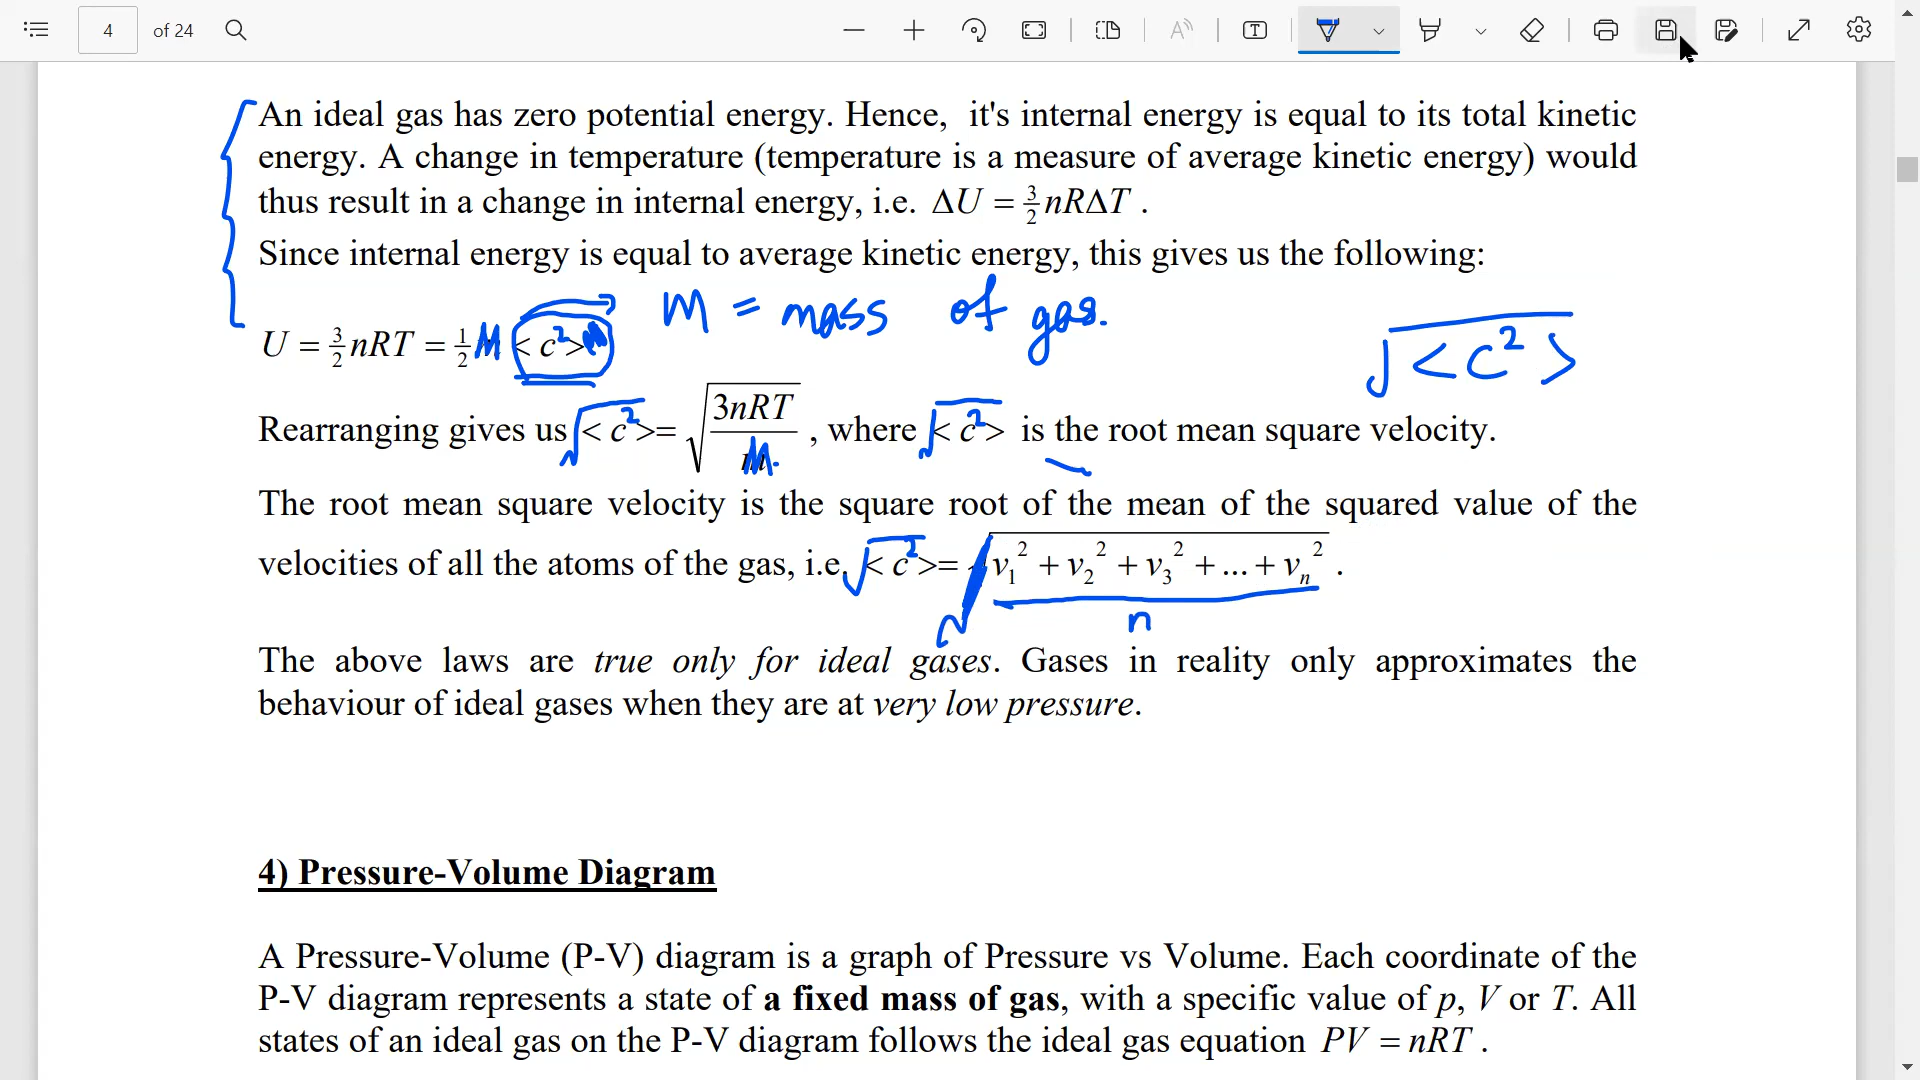 4 of 24
An ideal gas has zero potential energy. Hence, it's internal energy is equal to its total kinetic
energy. A change in temperature (temperature is a measure of average kinetic energy) would
thus result in a change in internal energy, i.e. ΔU = 3/2 nRΔT .
Since internal energy is equal to average kinetic energy, this gives us the following:
M = mass of gas.
U = 3/2 nRT = 1/2 M < c² >
√<c²>
Rearranging gives us √< c² > = √(3nRT / M) , where √< c² > is the root mean square velocity.
The root mean square velocity is the square root of the mean of the squared value of the
velocities of all the atoms of the gas, i.e. √< c² > = √(v₁² + v₂² + v₃² + ... + vₙ² / n) .
The above laws are true only for ideal gases. Gases in reality only approximates the
behaviour of ideal gases when they are at very low pressure.
4) Pressure-Volume Diagram
A Pressure-Volume (P-V) diagram is a graph of Pressure vs Volume. Each coordinate of the
P-V diagram represents a state of a fixed mass of gas, with a specific value of p, V or T. All
states of an ideal gas on the P-V diagram follows the ideal gas equation PV = nRT .